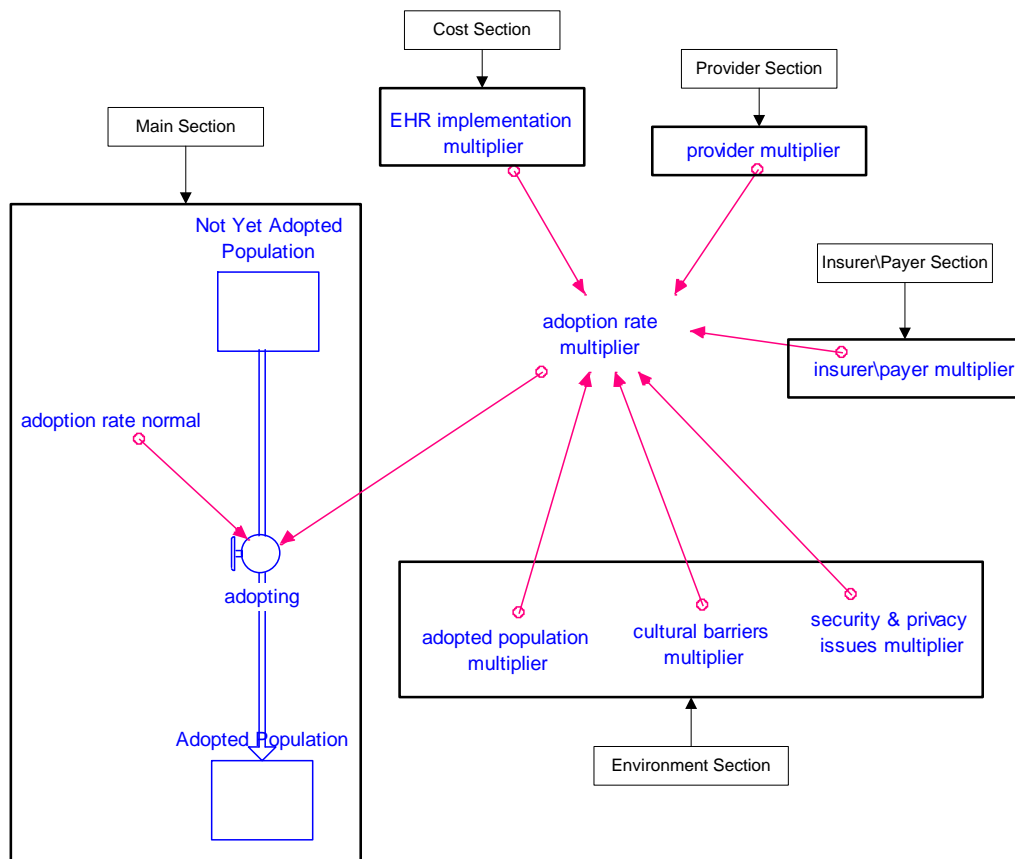 Cost Section
Provider Section
Main Section
EHR implementation
multiplier
provider multiplier
Not Yet Adopted
Population
Insurer\Payer Section
adoption rate
multiplier
insurer\payer multiplier
adoption rate normal
adopting
adopted population
multiplier
cultural barriers
multiplier
security & privacy
issues multiplier
Adopted Population
Environment Section